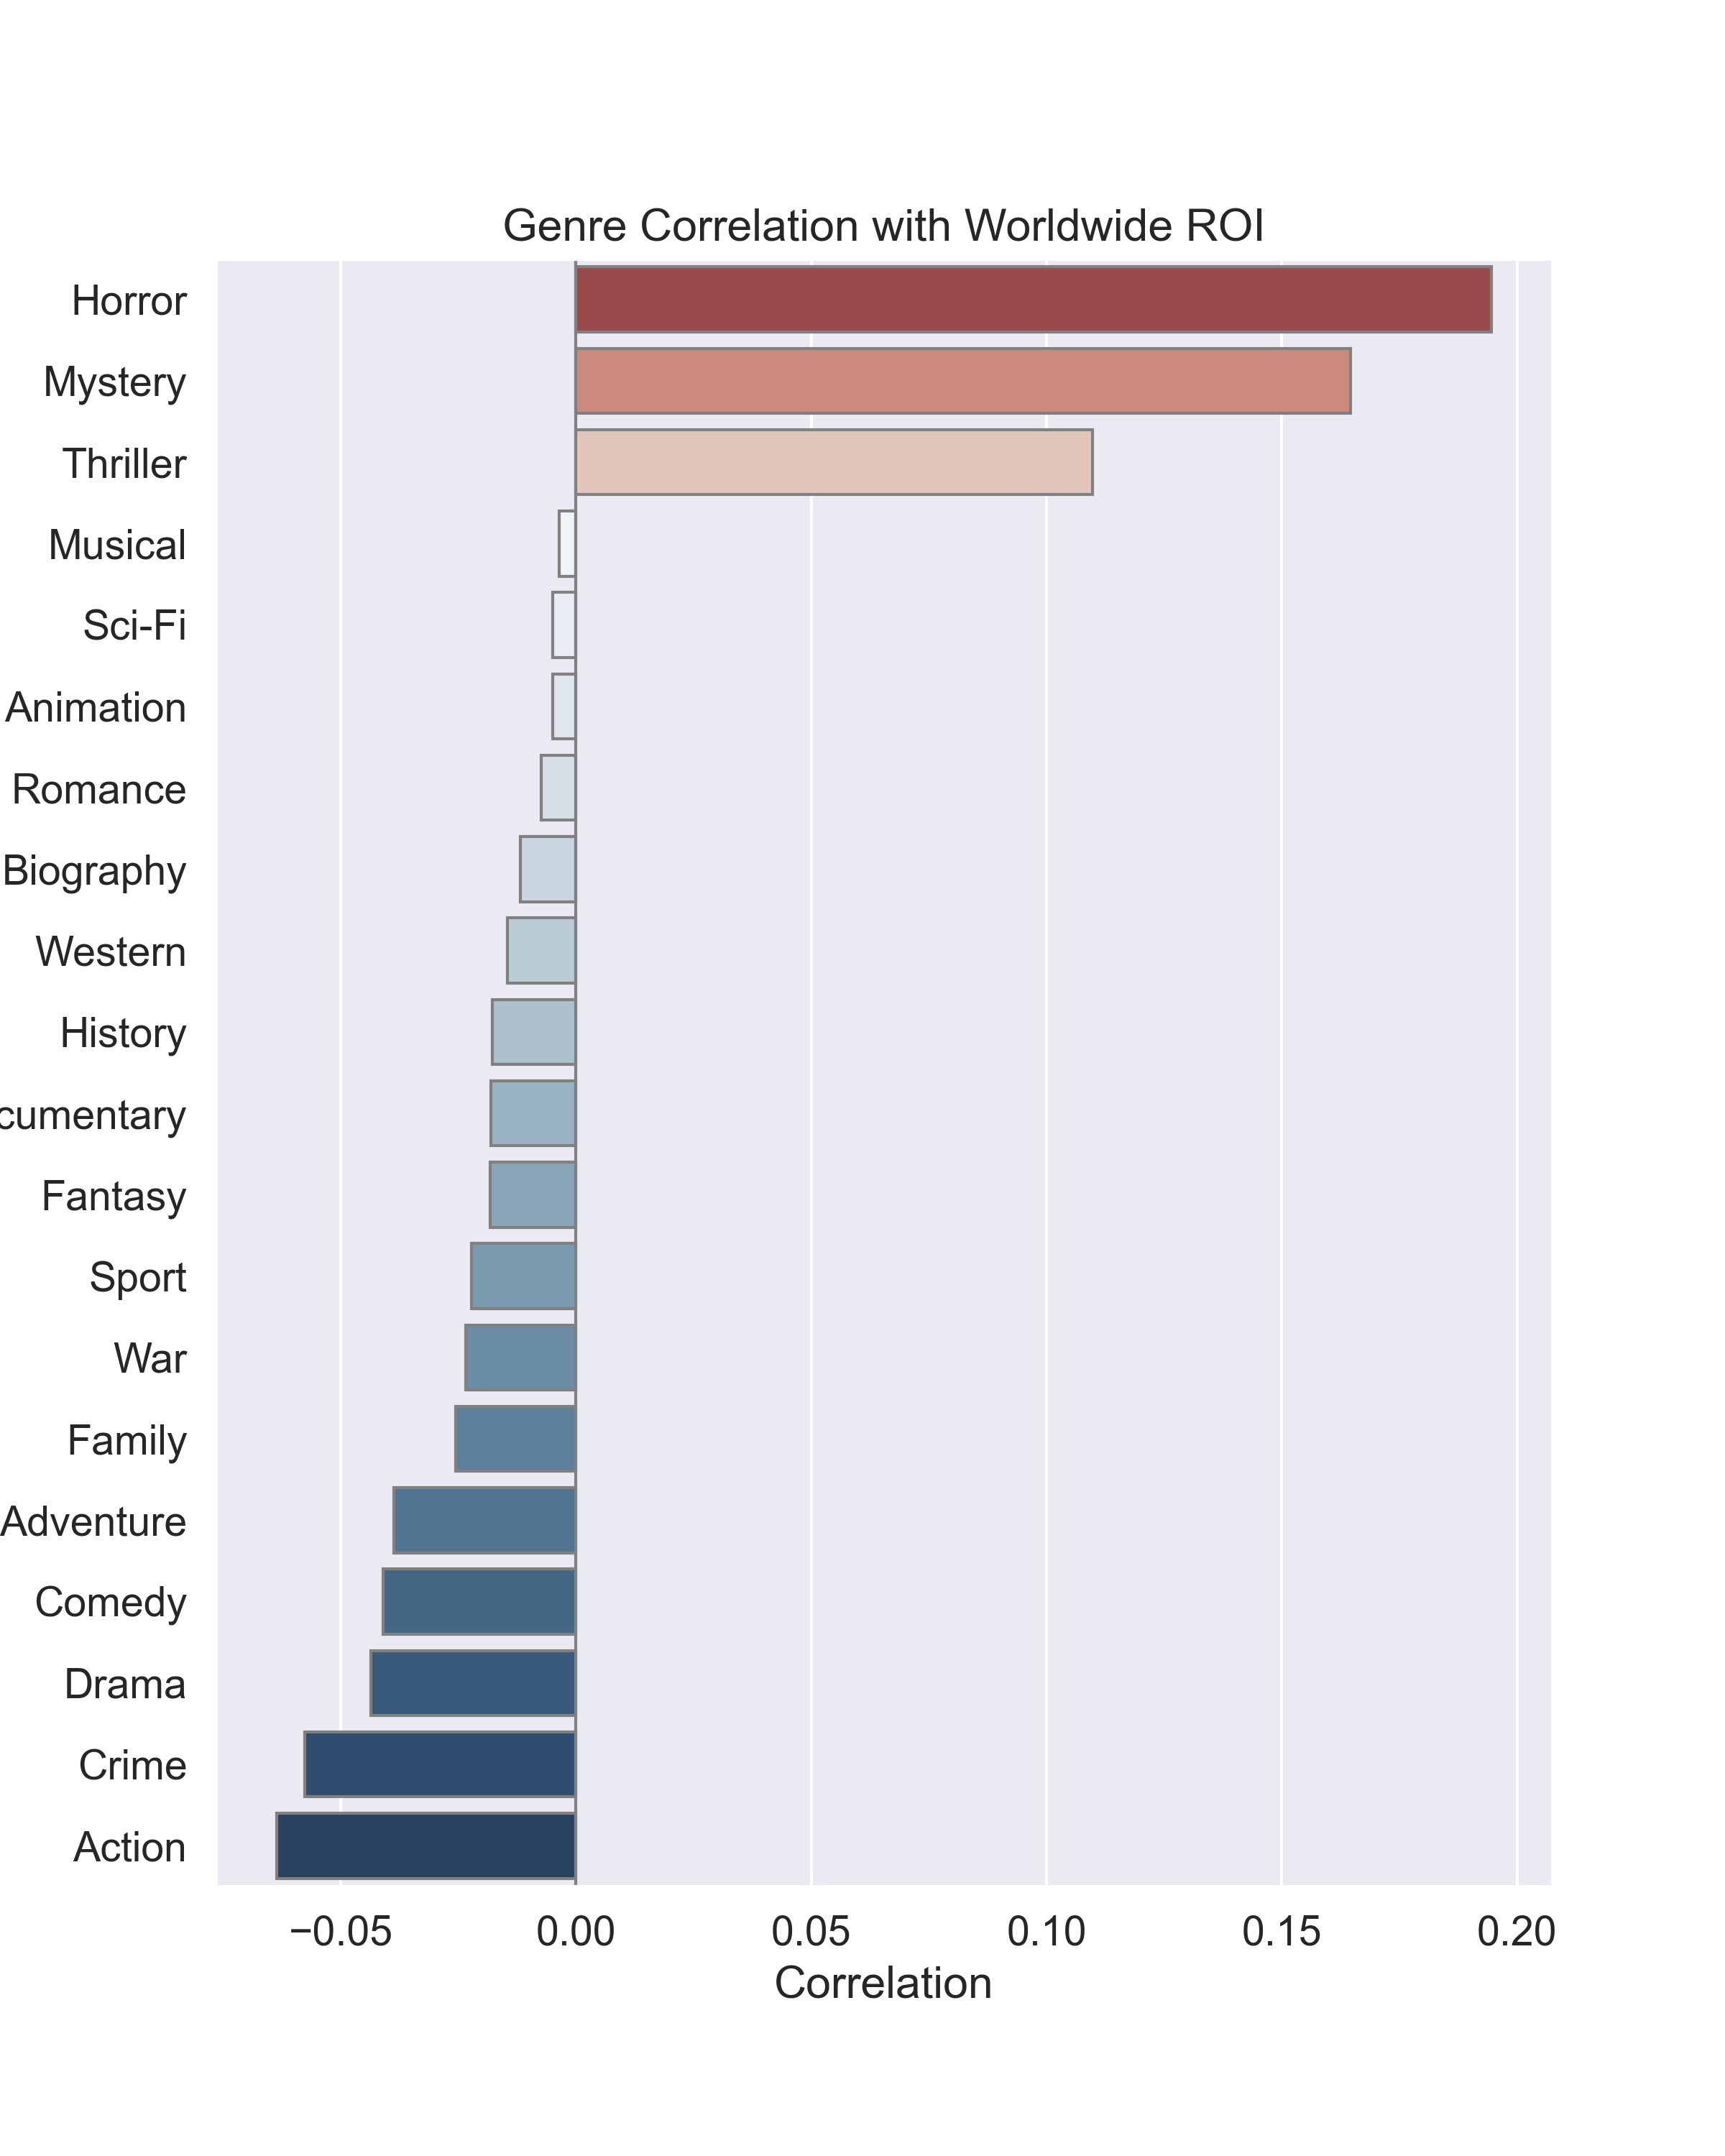 Genre Correlation with Worldwide ROI
Horror
Mystery
Thriller
Musical
Sci-Fi
Animation
Romance
Biography
Western
History
cumentary
Fantasy
Sport
War
Family
Adventure
Comedy
Drama
Crime
Action
−0.05 0.00 0.05 0.10 0.15 0.20
Correlation